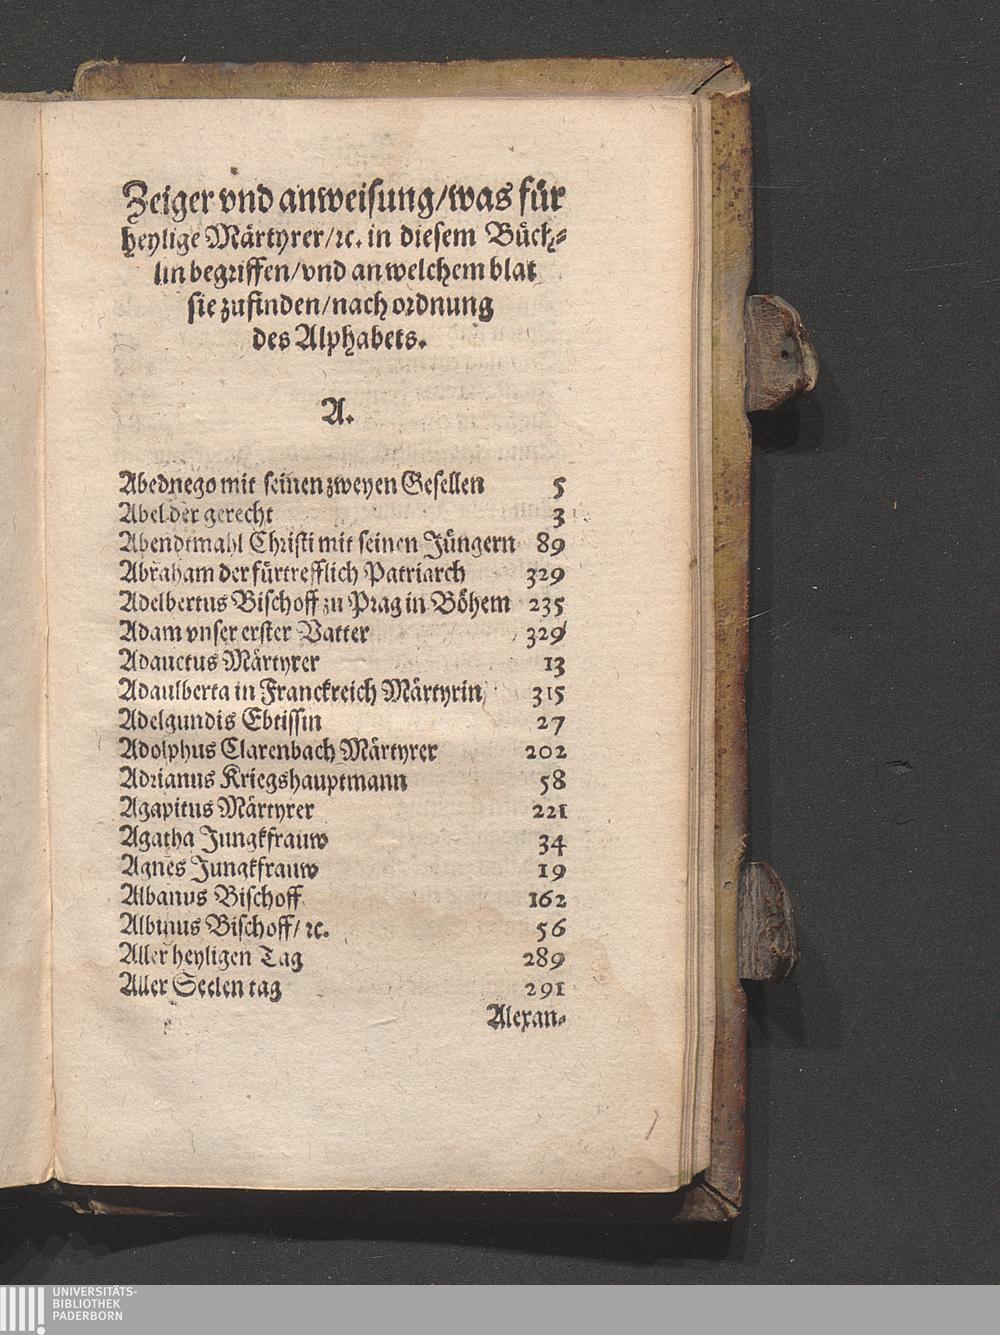 Zeiger vnd anweisung/was für
heylige Märtyrer/ꝛc. in diesem Büch-
lin begriffen/vnd an welchem blat
sie zufinden/nach ordnung
des Alphabets.
A.
Abednego mit seinen zweyen Gesellen 5
Abel der gerecht 3
Abendtmahl Christi mit seinen Jüngern 89
Abraham der fürtrefflich Patriarch 329
Adelbertus Bischoff zu Prag in Böhem 235
Adam vnser erster Vatter 329
Adauctus Märtyrer 13
Adaulberta in Franckreich Märtyrin 315
Adelgundis Ebtissin 27
Adolphus Clarenbach Märtyrer 202
Adrianus Kriegshauptmann 58
Agapitus Märtyrer 221
Agatha Jungkfrauw 34
Agnes Jungkfrauw 19
Albanus Bischoff 162
Albinus Bischoff/ ꝛc. 56
Aller heyligen Tag 289
Aller Seelen tag 291
Alexan-
UNIVERSITÄTS-
BIBLIOTHEK
PADERBORN